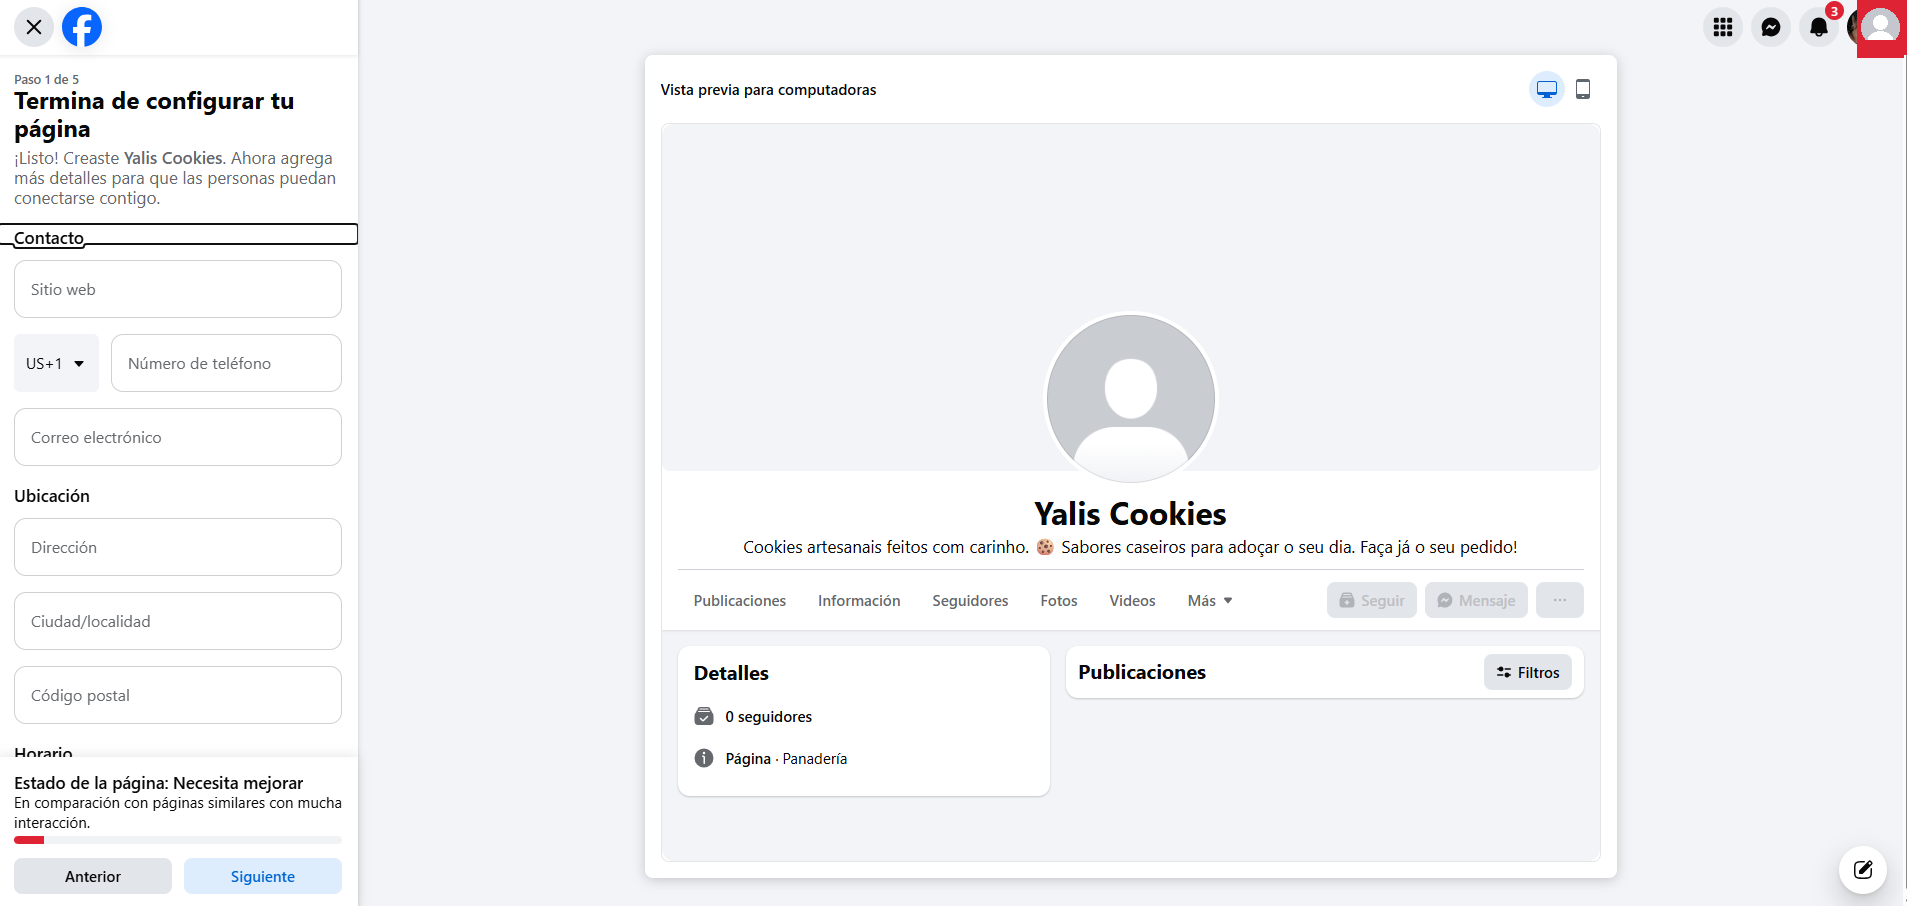 3
Paso 1 de 5
Termina de configurar tu
página
¡Listo! Creaste Yalis Cookies. Ahora agrega
más detalles para que las personas puedan
conectarse contigo.
Contacto
Sitio web
US+1
Número de teléfono
Correo electrónico
Ubicación
Dirección
Ciudad/localidad
Código postal
Horario
Estado de la página: Necesita mejorar
En comparación con páginas similares con mucha
interacción.
Anterior
Siguiente
Vista previa para computadoras
Yalis Cookies
Cookies artesanais feitos com carinho. 🍪 Sabores caseiros para adoçar o seu dia. Faça já o seu pedido!
Publicaciones Información Seguidores Fotos Videos Más
Seguir Mensaje ···
Detalles
0 seguidores
Página · Panadería
Publicaciones
Filtros